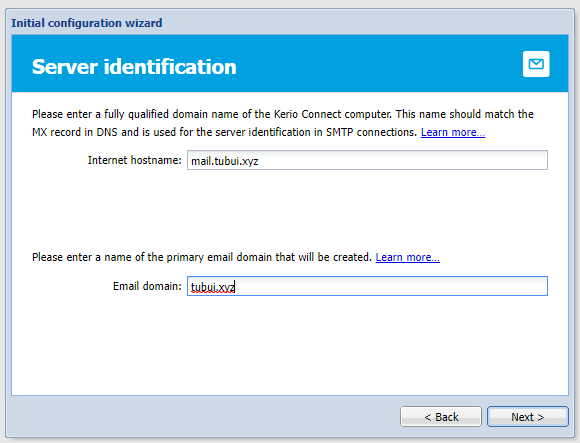 Initial configuration wizard
Server identification
Please enter a fully qualified domain name of the Kerio Connect computer. This name should match the
MX record in DNS and is used for the server identification in SMTP connections. Learn more...
Internet hostname: mail.tubui.xyz
Please enter a name of the primary email domain that will be created. Learn more...
Email domain: tubui.xyz
< Back Next >